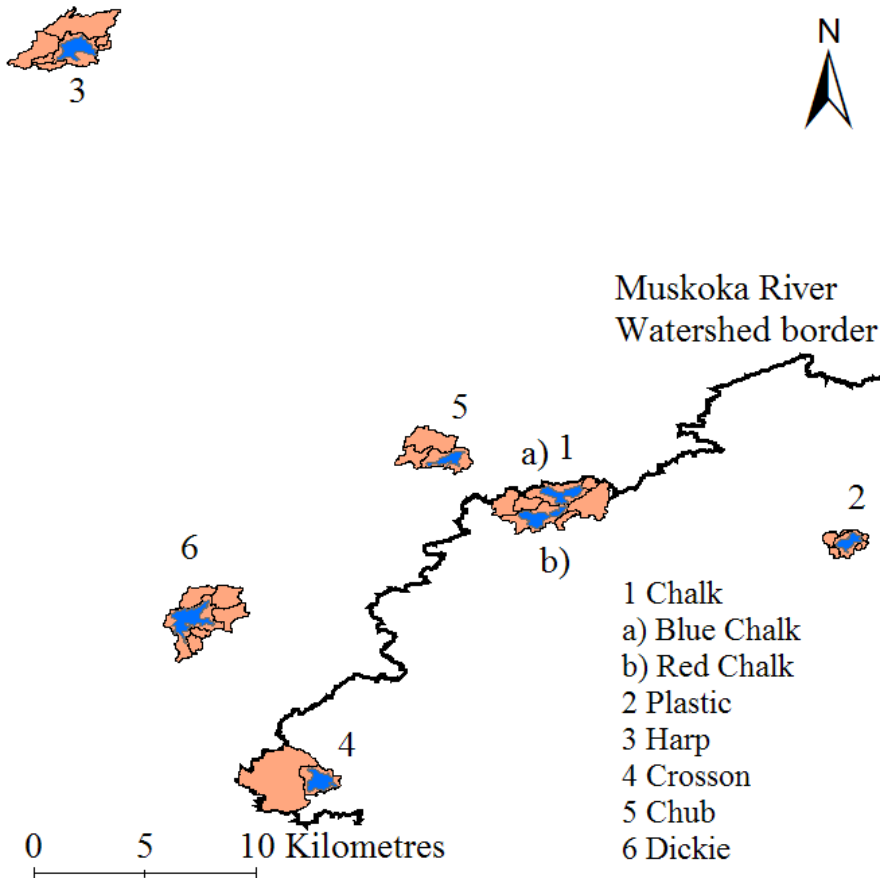 N
3
Muskoka River
Watershed border
5
a) 1
2
b)
6
1 Chalk
a) Blue Chalk
b) Red Chalk
2 Plastic
4
3 Harp
4 Crosson
5 Chub
0 5 10 Kilometres
6 Dickie